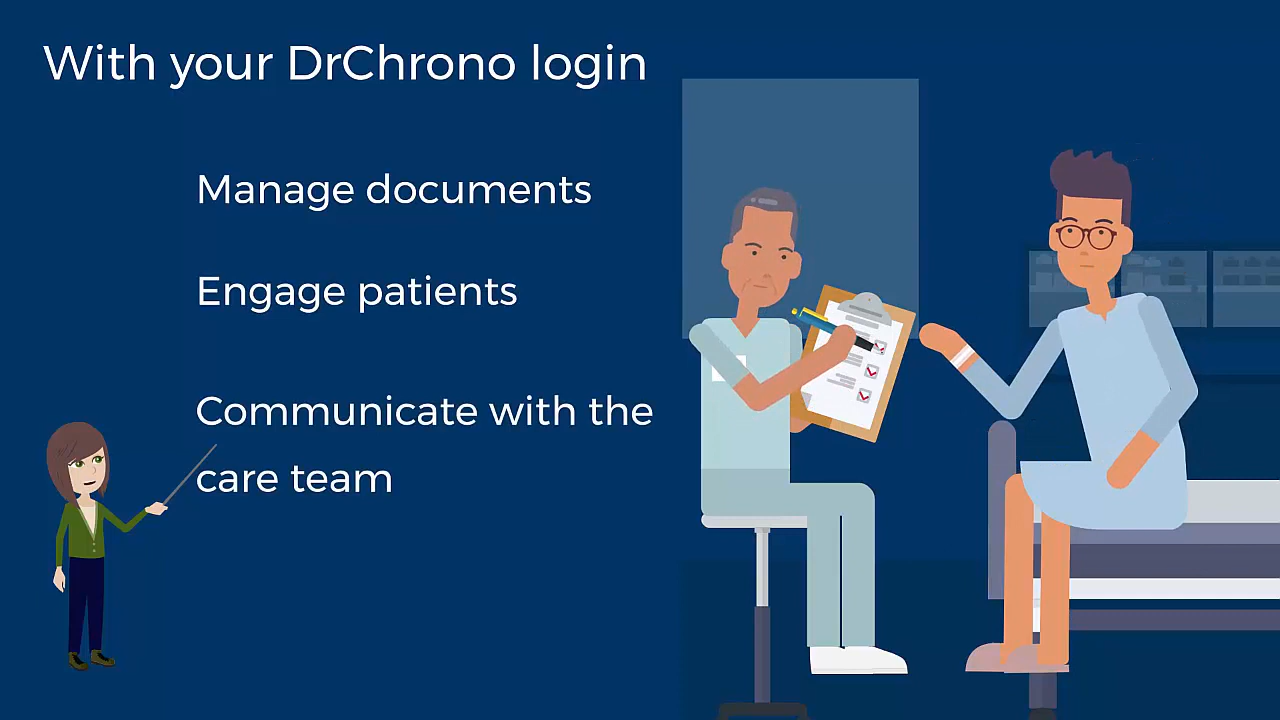 With your DrChrono login
Manage documents
Engage patients
Communicate with the
care team